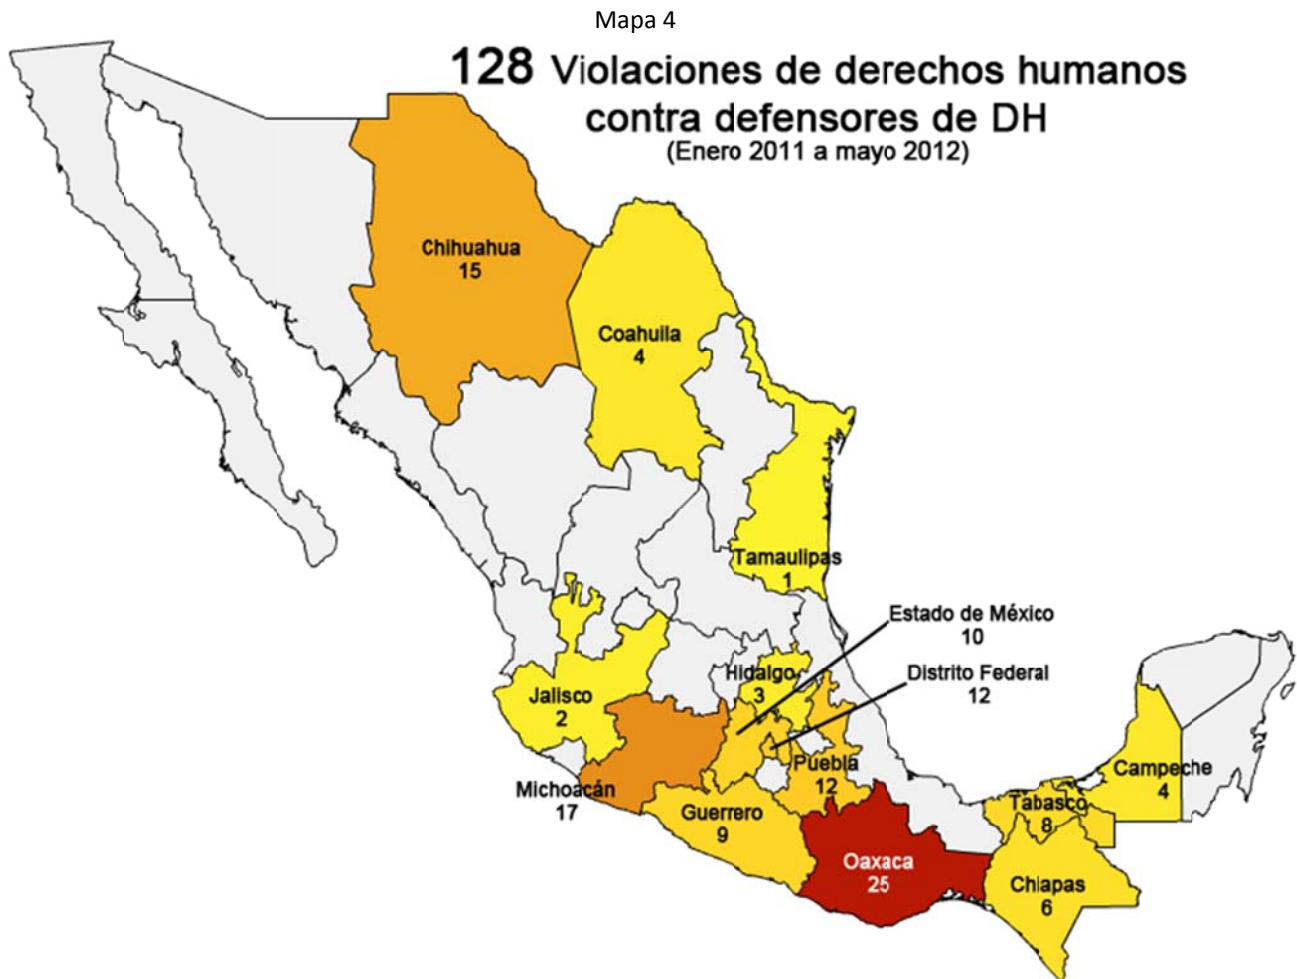 Mapa 4
128 Violaciones de derechos humanos
contra defensores de DH
(Enero 2011 a mayo 2012)
Chihuahua
15
Coahuila
4
Tamaulipas
1
Estado de México
10
Distrito Federal
12
Hidalgo
3
Jalisco
2
Puebla
12
Michoacán
17
Guerrero
9
Campeche
4
Tabasco
8
Oaxaca
25
Chiapas
6